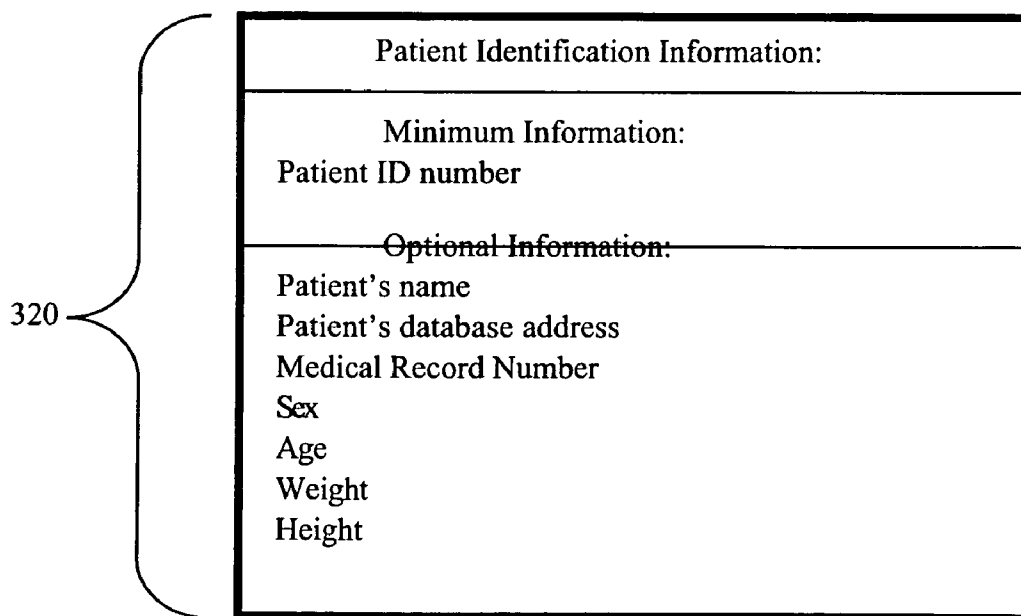 Patient Identification Information:
Minimum Information:
Patient ID number
Optional Information:
Patient's name
Patient's database address
320
Medical Record Number
Sex
Age
Weight
Height